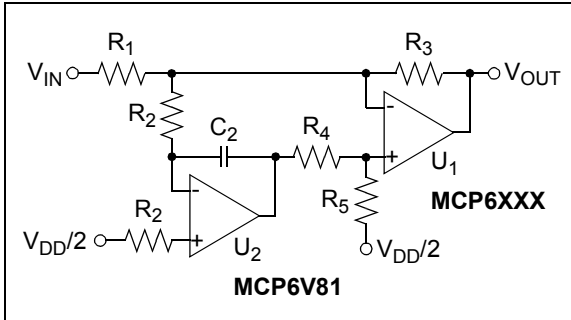 R1
R3
VIN
VOUT
R2
C2
R4
-
+
U1
-
R5
MCP6XXX
R2
VDD/2
+
U2
VDD/2
MCP6V81